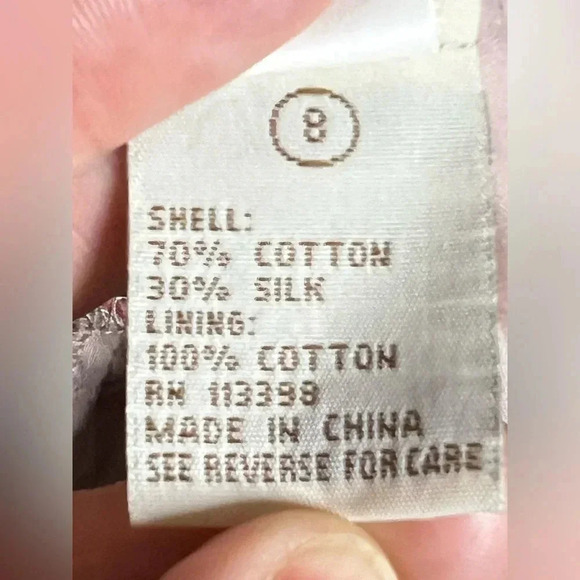 8
SHELL:
70% COTTON
30% SILK
LINING:
100% COTTON
RN 113398
MADE IN CHINA
SEE REVERSE FOR CARE